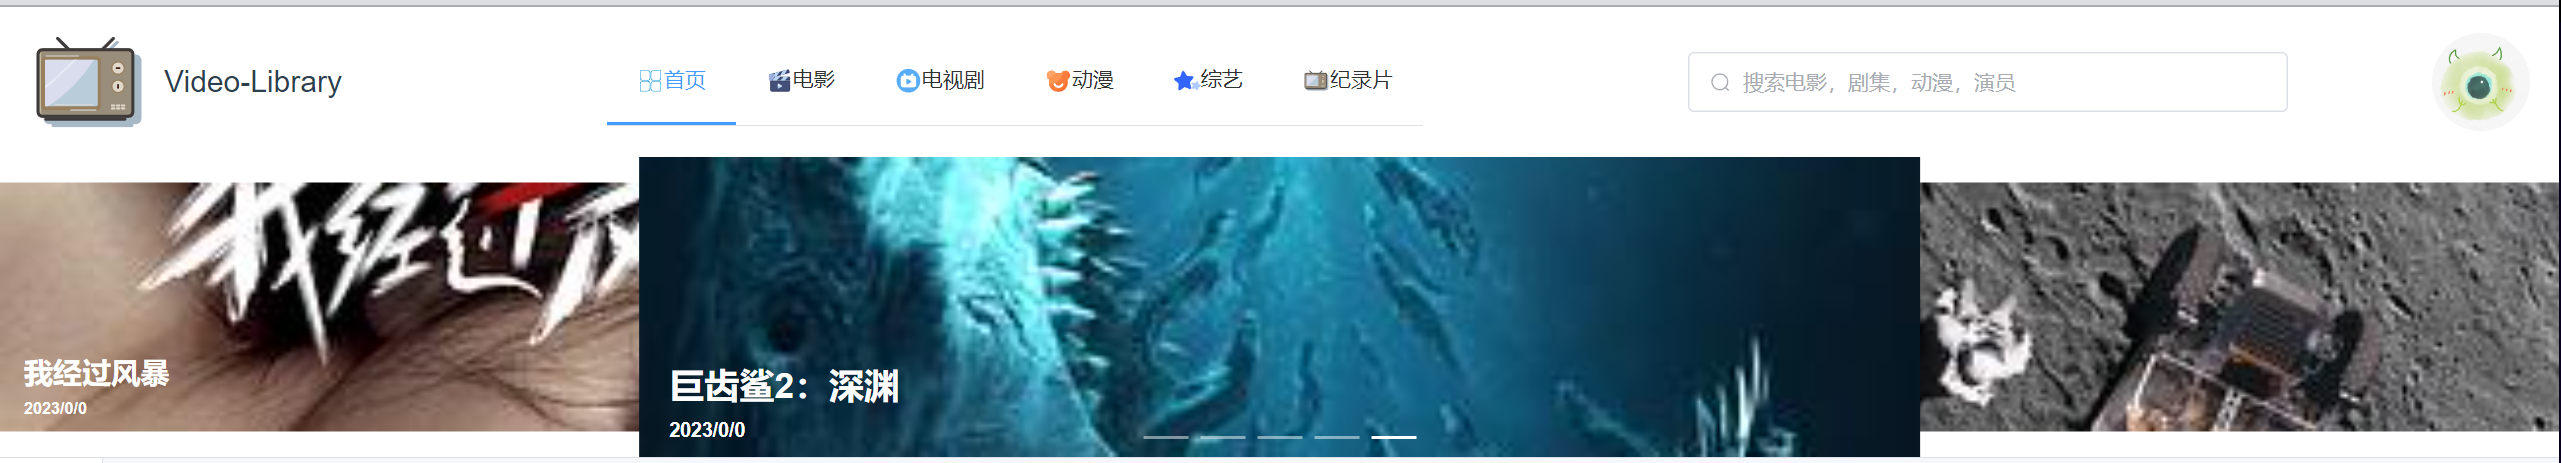 Video-Library
首页
电影
电视剧
动漫
综艺
纪录片
搜索电影，剧集，动漫，演员
我经过
我经过风暴
2023/0/0
巨齿鲨2：深渊
2023/0/0